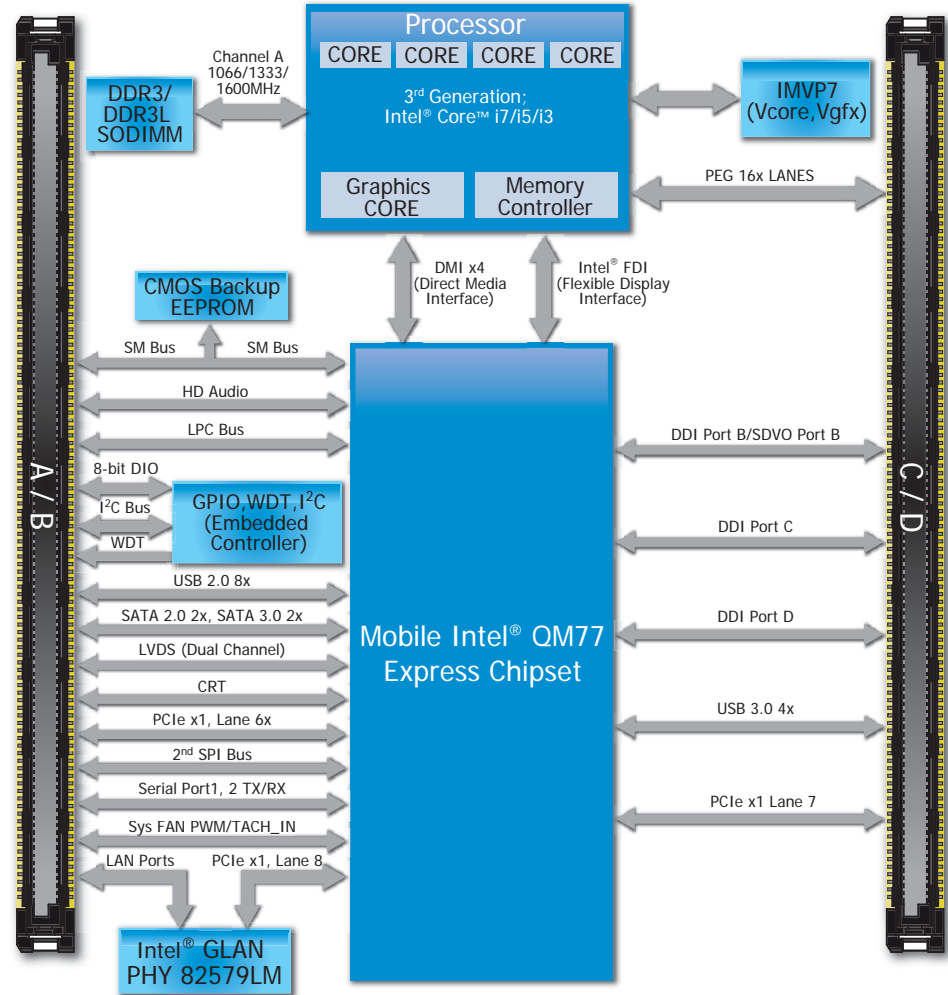 Processor
CORE CORE CORE CORE
3rd Generation;
Intel® Core™ i7/i5/i3
Graphics
CORE
Memory
Controller
Channel A
1066/1333/
1600MHz
DDR3/
DDR3L
SODIMM
IMVP7
(Vcore,Vgfx)
PEG 16x LANES
DMI x4
(Direct Media
Interface)
Intel® FDI
(Flexible Display
Interface)
CMOS Backup
EEPROM
SM Bus
SM Bus
HD Audio
LPC Bus
8-bit DIO
I²C Bus
WDT
GPIO,WDT,I²C
(Embedded
Controller)
USB 2.0 8x
SATA 2.0 2x, SATA 3.0 2x
LVDS (Dual Channel)
CRT
PCIe x1, Lane 6x
2nd SPI Bus
Serial Port1, 2 TX/RX
Sys FAN PWM/TACH_IN
LAN Ports
PCIe x1, Lane 8
Intel® GLAN
PHY 82579LM
Mobile Intel® QM77
Express Chipset
DDI Port B/SDVO Port B
DDI Port C
DDI Port D
USB 3.0 4x
PCIe x1 Lane 7
A / B
C / D